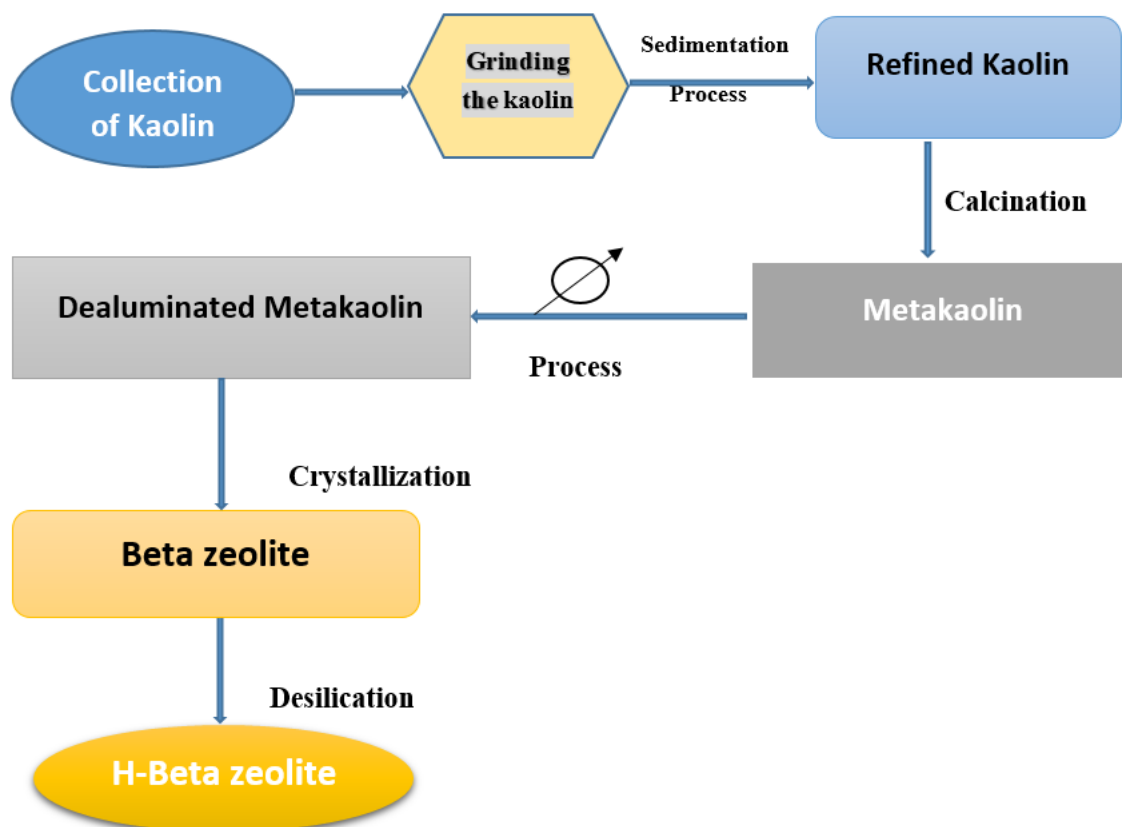 Collection
of Kaolin
Grinding
the kaolin
Sedimentation
Process
Refined Kaolin
Calcination
Metakaolin
Process
Dealuminated Metakaolin
Crystallization
Beta zeolite
Desilication
H-Beta zeolite